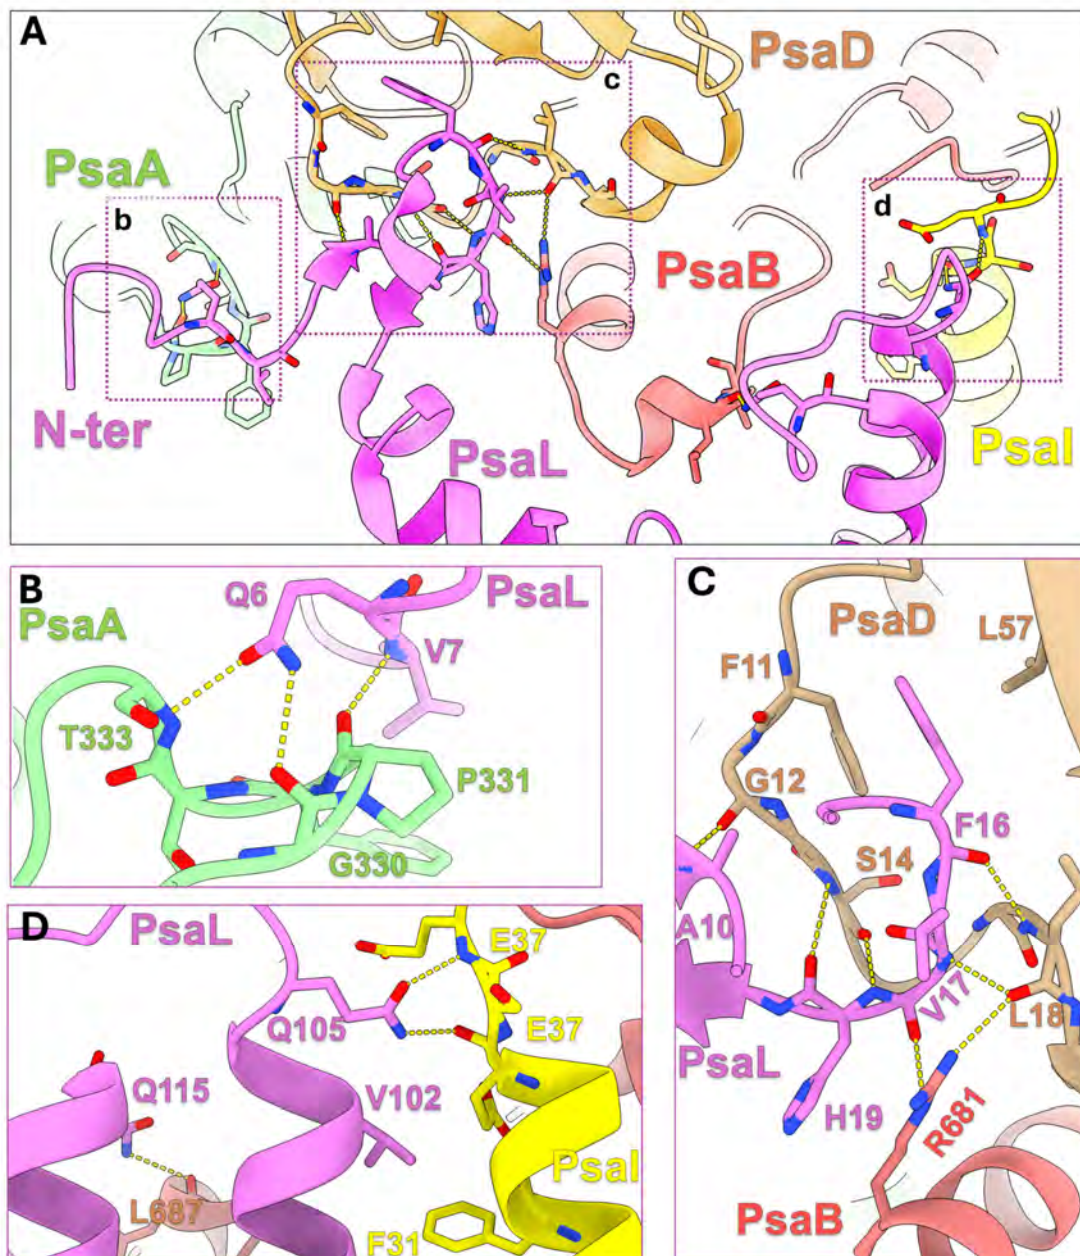 A
PsaD
c
PsaA
b
d
PsaB
N-ter
PsaL
PsaI
B
Q6
PsaL
PsaA
V7
T333
P331
G330
C
PsaD
L57
F11
G12
F16
S14
A10
V17
L18
PsaL
H19
R681
PsaB
D
PsaL
E37
Q105
E37
Q115
V102
PsaI
L687
F31